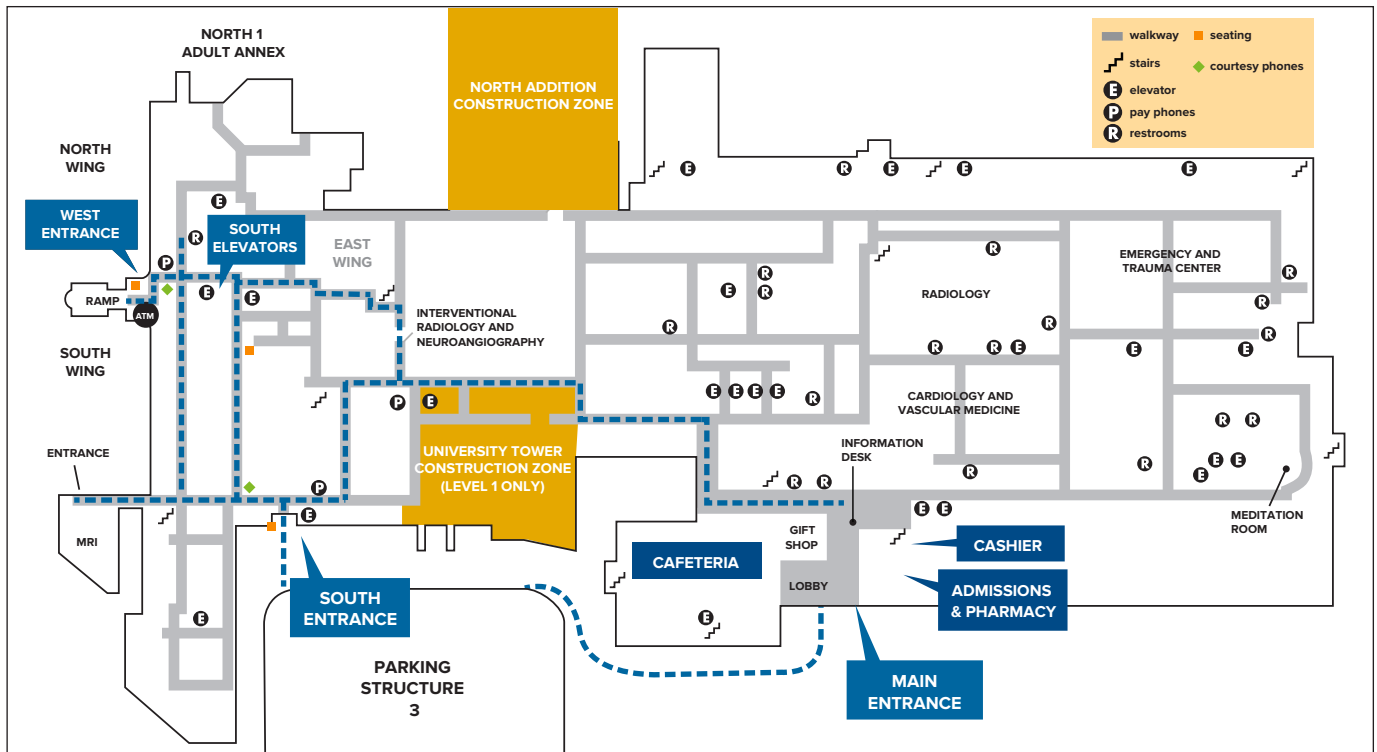 NORTH 1
ADULT ANNEX
NORTH ADDITION
CONSTRUCTION ZONE
walkway
seating
stairs
courtesy phones
E
elevator
P
pay phones
R
restrooms
NORTH
WING
WEST
ENTRANCE
SOUTH
ELEVATORS
EAST
WING
E
R
P
E
E
RAMP
ATM
SOUTH
WING
INTERVENTIONAL
RADIOLOGY AND
NEUROANGIOGRAPHY
E
R
E
E
E
E
R
R
E
R
R
RADIOLOGY
R
R
R
E
EMERGENCY AND
TRAUMA CENTER
R
R
R
E
E
P
E
E
E
E
E
R
CARDIOLOGY AND
VASCULAR MEDICINE
R
R
R
R
E
E
E
MEDITATION
ROOM
UNIVERSITY TOWER
CONSTRUCTION ZONE
(LEVEL 1 ONLY)
INFORMATION
DESK
ENTRANCE
P
E
R
R
E
E
MRI
GIFT
SHOP
CAFETERIA
LOBBY
CASHIER
ADMISSIONS
& PHARMACY
SOUTH
ENTRANCE
E
E
PARKING
STRUCTURE
3
MAIN
ENTRANCE